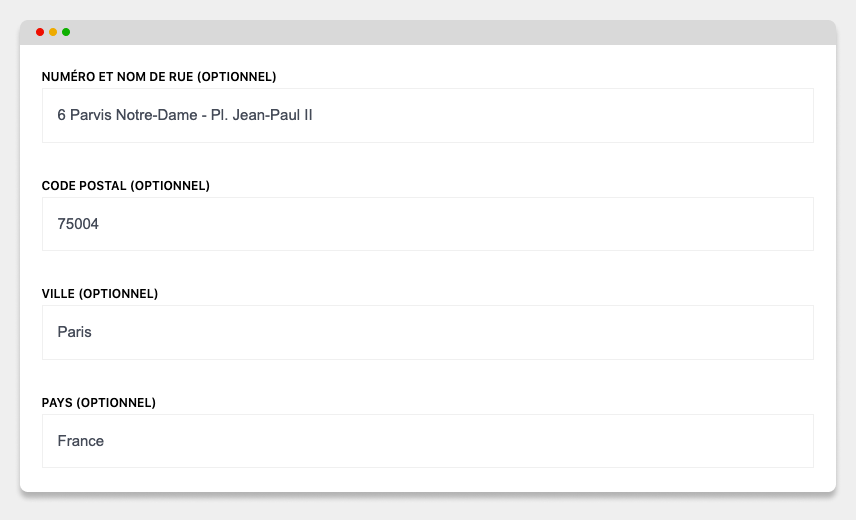 NUMÉRO ET NOM DE RUE (OPTIONNEL)
6 Parvis Notre-Dame - Pl. Jean-Paul II
CODE POSTAL (OPTIONNEL)
75004
VILLE (OPTIONNEL)
Paris
PAYS (OPTIONNEL)
France